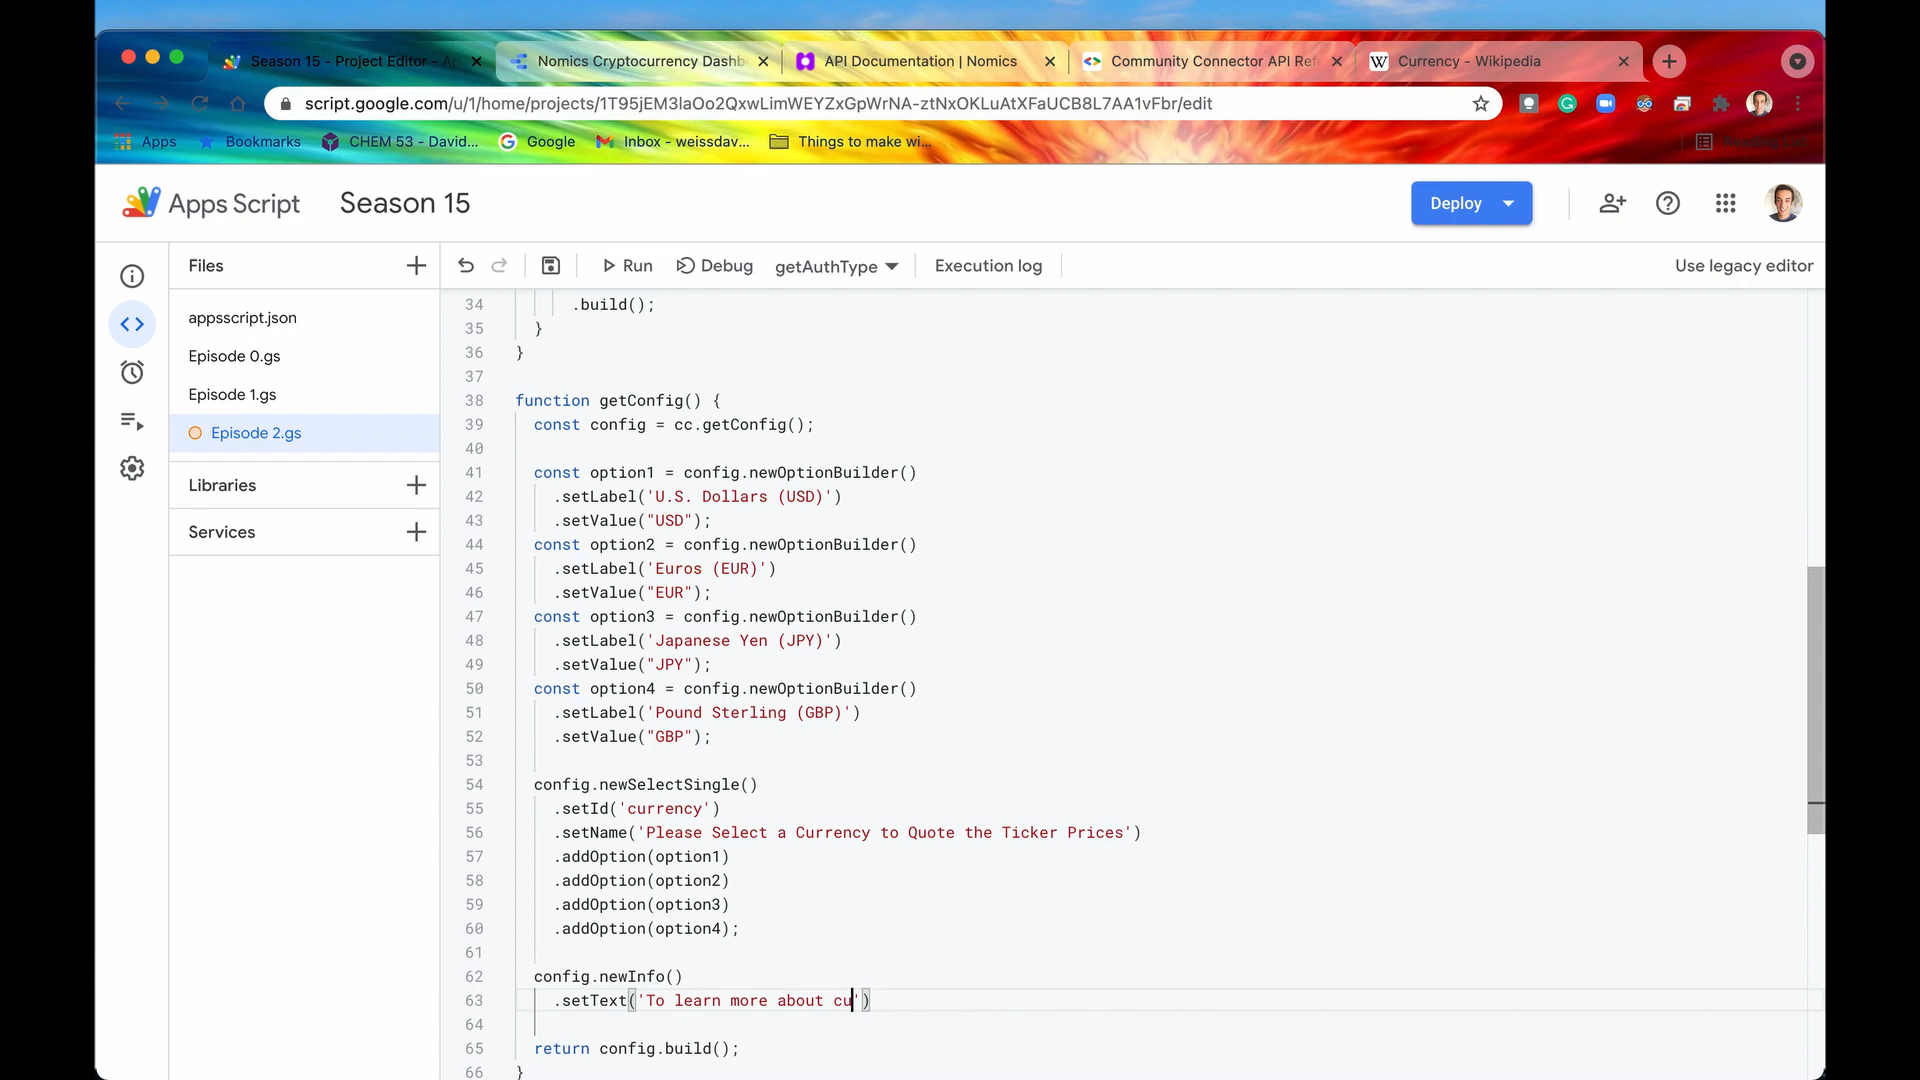 Season 15 - Project Editor - Ap
Nomics Cryptocurrency Dashb
API Documentation | Nomics
Community Connector API Ref
W Currency - Wikipedia
script.google.com/u/1/home/projects/1T95jEM3laOo2QxwLimWEYZxGpWrNA-ztNxOKLuAtXFaUCB8L7AA1vFbr/edit
Apps
Bookmarks
CHEM 53 - David...
Google
Inbox - weissdav...
Things to make wi...
Reading List
Apps Script
Season 15
Deploy
Files
Run
Debug
getAuthType
Execution log
Use legacy editor
appsscript.json
Episode 0.gs
Episode 1.gs
Episode 2.gs
Libraries
Services
34 .build();
35 }
36 }
37
38 function getConfig() {
39 const config = cc.getConfig();
40
41 const option1 = config.newOptionBuilder()
42 .setLabel('U.S. Dollars (USD)')
43 .setValue("USD");
44 const option2 = config.newOptionBuilder()
45 .setLabel('Euros (EUR)')
46 .setValue("EUR");
47 const option3 = config.newOptionBuilder()
48 .setLabel('Japanese Yen (JPY)')
49 .setValue("JPY");
50 const option4 = config.newOptionBuilder()
51 .setLabel('Pound Sterling (GBP)')
52 .setValue("GBP");
53
54 config.newSelectSingle()
55 .setId('currency')
56 .setName('Please Select a Currency to Quote the Ticker Prices')
57 .addOption(option1)
58 .addOption(option2)
59 .addOption(option3)
60 .addOption(option4);
61
62 config.newInfo()
63 .setText('To learn more about cu')
64
65 return config.build();
66 }